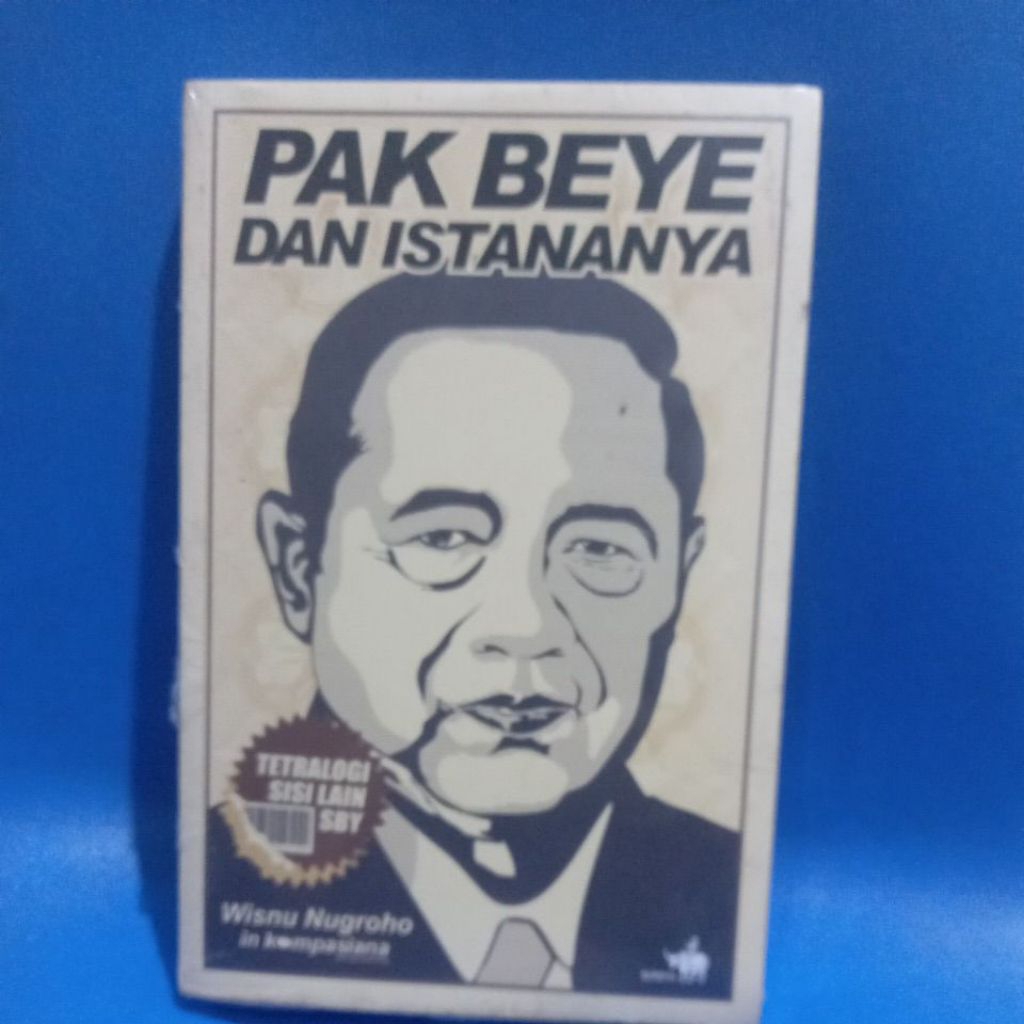 PAK BEYE
DAN ISTANANYA
TETRALOGI
SISI LAIN
SBY
Wisnu Nugroho
in kompasiana